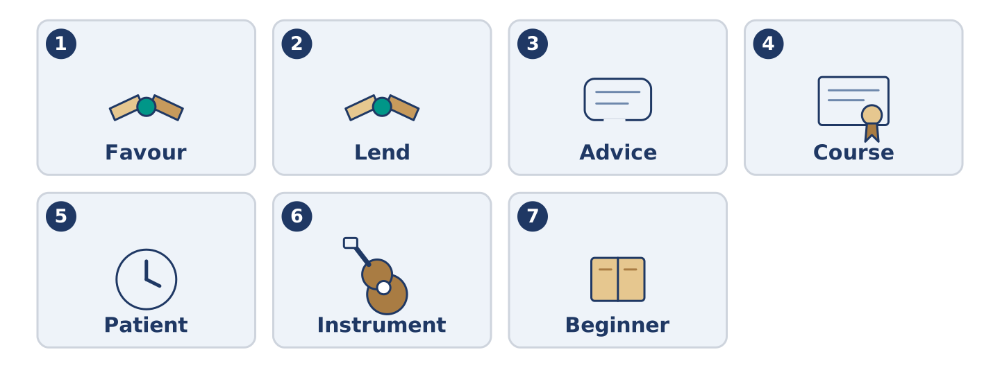 1
Favour
2
Lend
3
Advice
4
Course
5
Patient
6
Instrument
7
Beginner